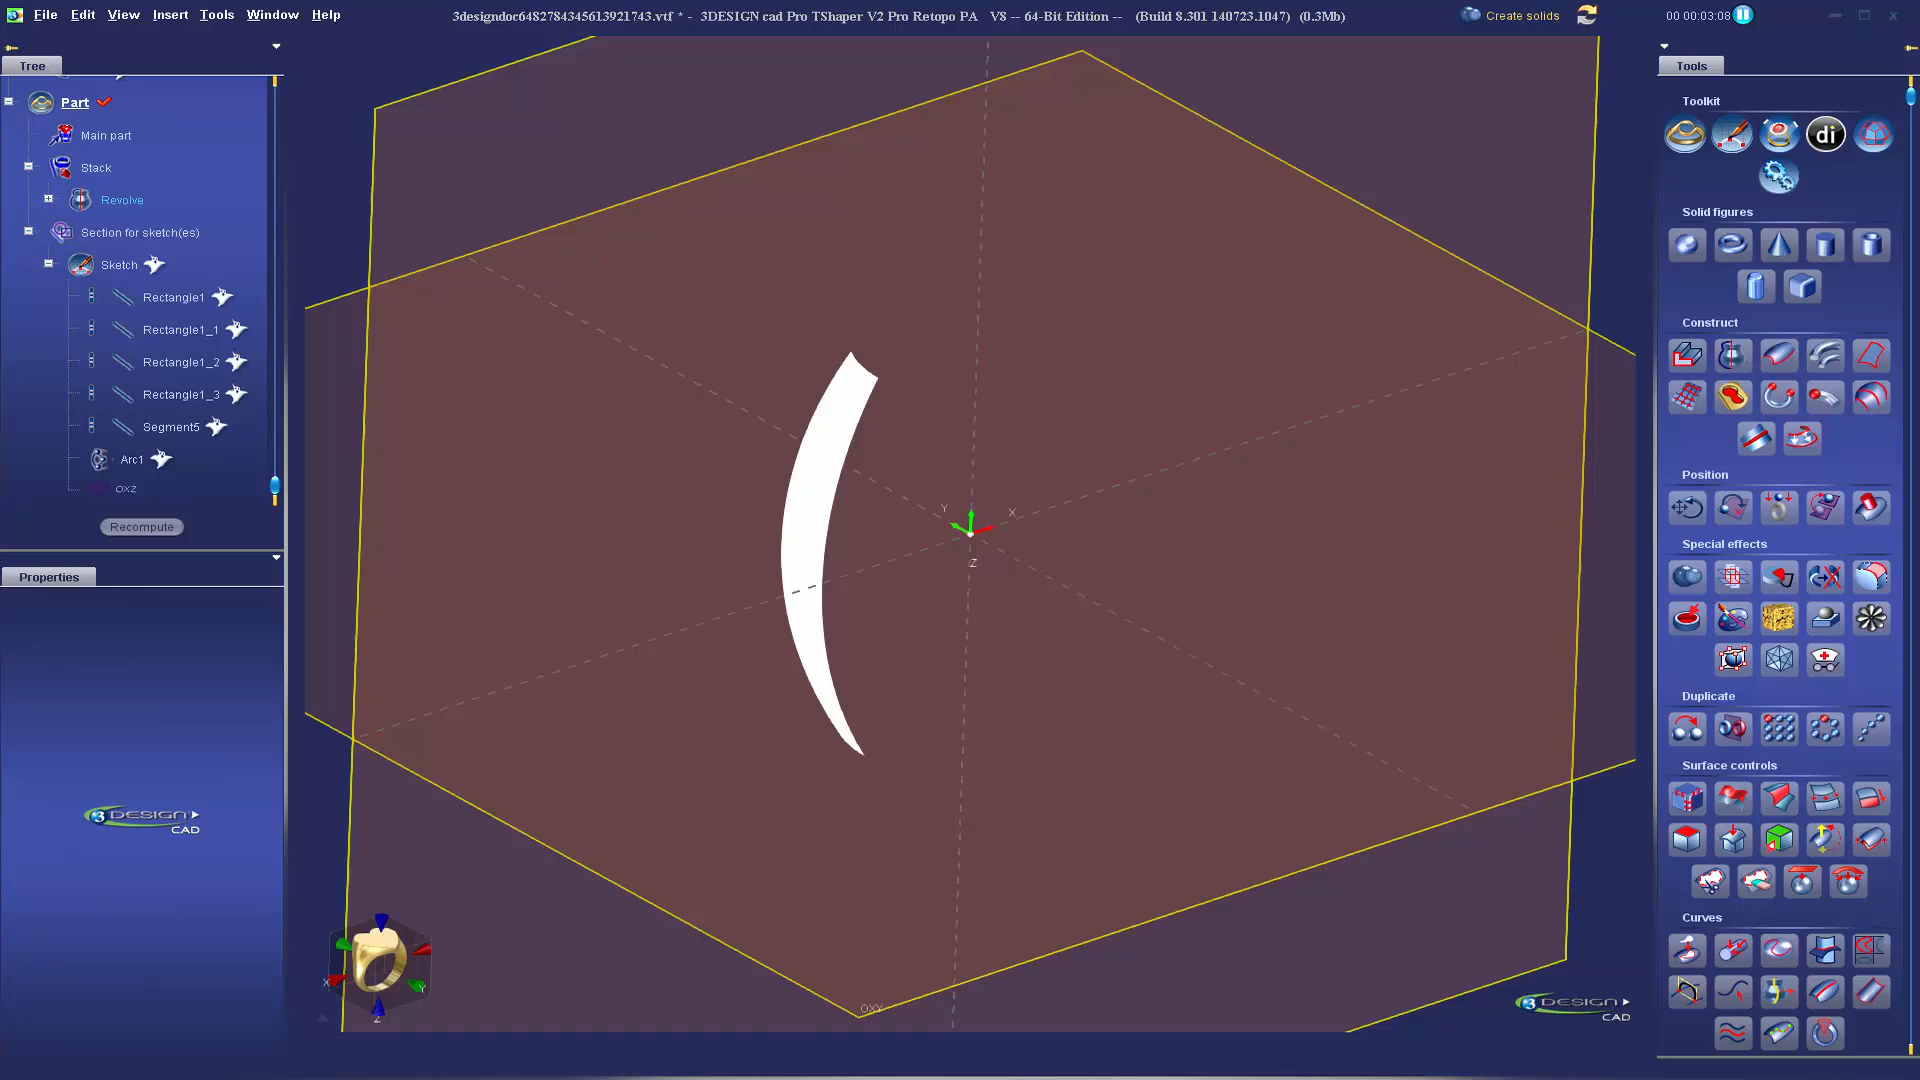 File Edit View Insert Tools Window Help
3designdoc6482784345613921743.vtf * - 3DESIGN cad Pro TShaper V2 Pro Retopo PA V8 -- 64-Bit Edition -- (Build 8.301 140723.1047) (0.3Mb)
Create solids
00 00:03:08
Tree
Part
Main part
Stack
Revolve
Section for sketch(es)
Sketch
Rectangle1
Rectangle1_1
Rectangle1_2
Rectangle1_3
Segment5
Arc1
OXZ
Recompute
Properties
3DESIGN
CAD
Y
X
Z
OXY
X
Y
Z
3DESIGN
CAD
Tools
Toolkit
di
Solid figures
Construct
Position
Special effects
Duplicate
Surface controls
Curves